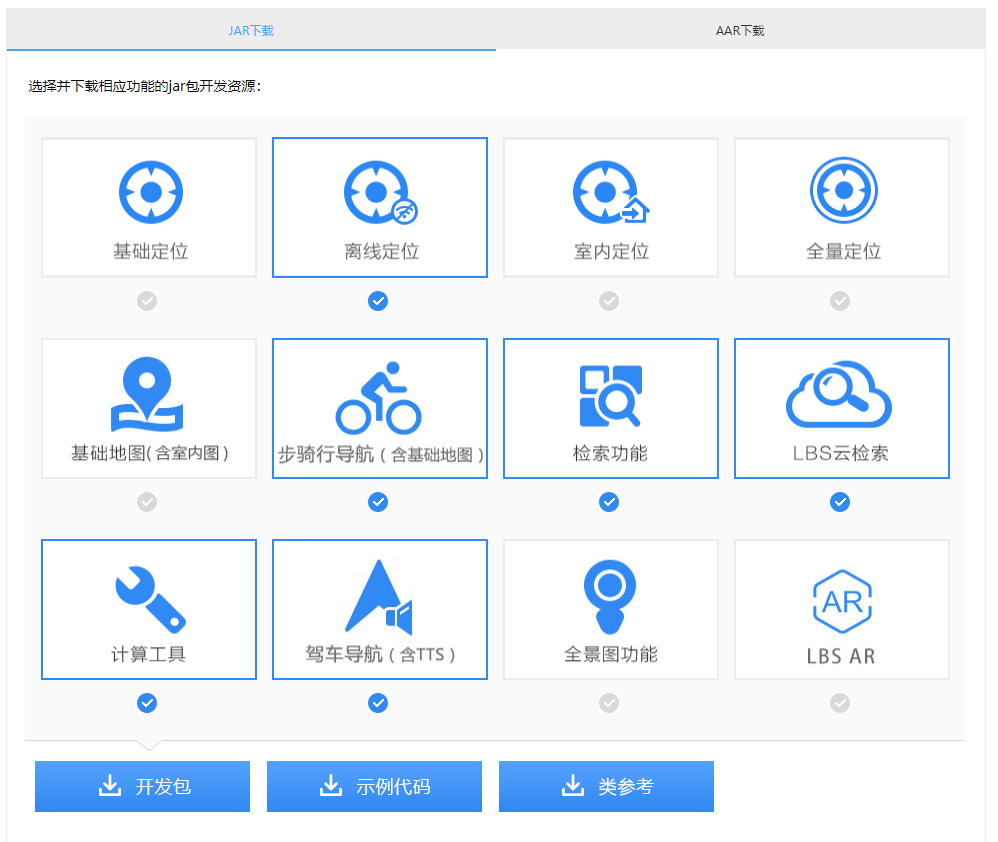 JAR下载 AAR下载
选择并下载相应功能的jar包开发资源：
基础定位 离线定位 室内定位 全量定位
基础地图(含室内图) 步骑行导航(含基础地图) 检索功能 LBS云检索
计算工具 驾车导航(含TTS) 全景图功能 AR LBS AR
开发包 示例代码 类参考